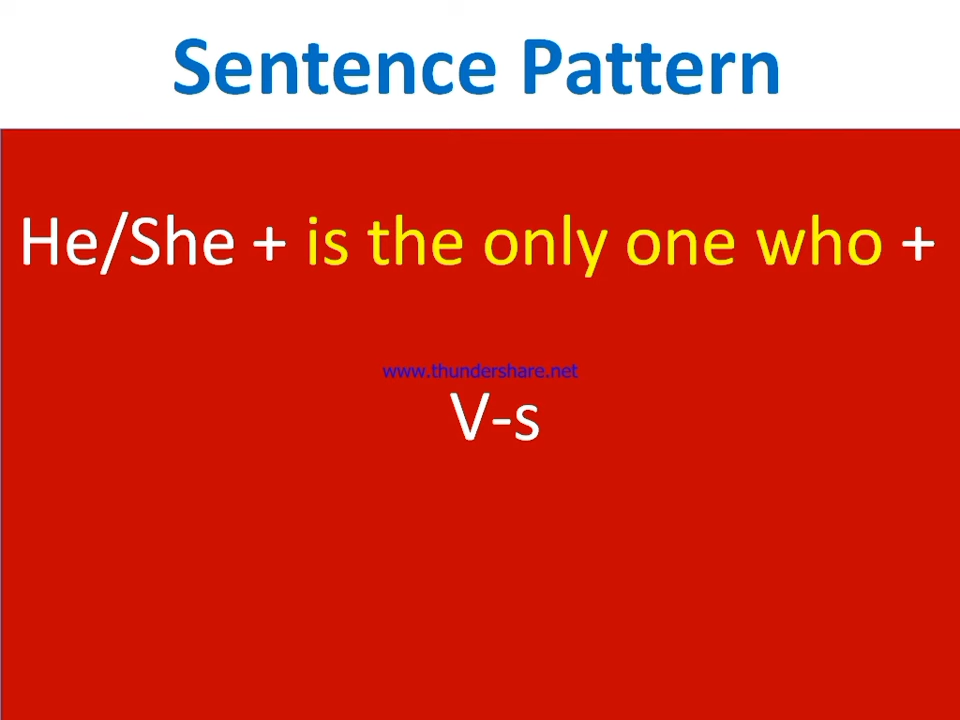 Sentence Pattern
He/She + is the only one who +
www.thundershare.net
V-s